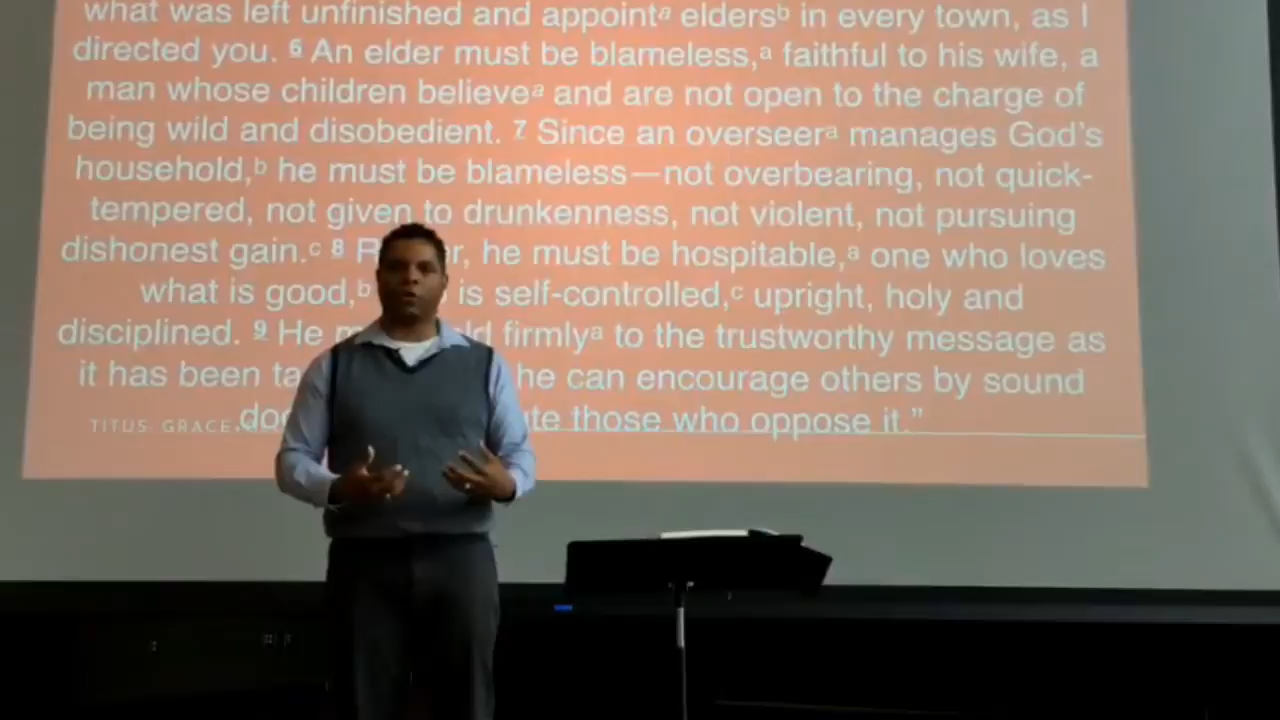 what was left unfinished and appointᵃ eldersᵇ in every town, as I
directed you. ⁶ An elder must be blameless,ᵃ faithful to his wife, a
man whose children believeᵃ and are not open to the charge of
being wild and disobedient. ⁷ Since an overseerᵃ manages God's
household,ᵇ he must be blameless—not overbearing, not quick-
tempered, not given to drunkenness, not violent, not pursuing
dishonest gain.ᶜ ⁸ he must be hospitable,ᵃ one who loves
what is good,ᵇ is self-controlled,ᶜ upright, holy and
disciplined. ⁹ He firmlyᵃ to the trustworthy message as
it has been he can encourage others by sound
those who oppose it.”
TITUS GRACE